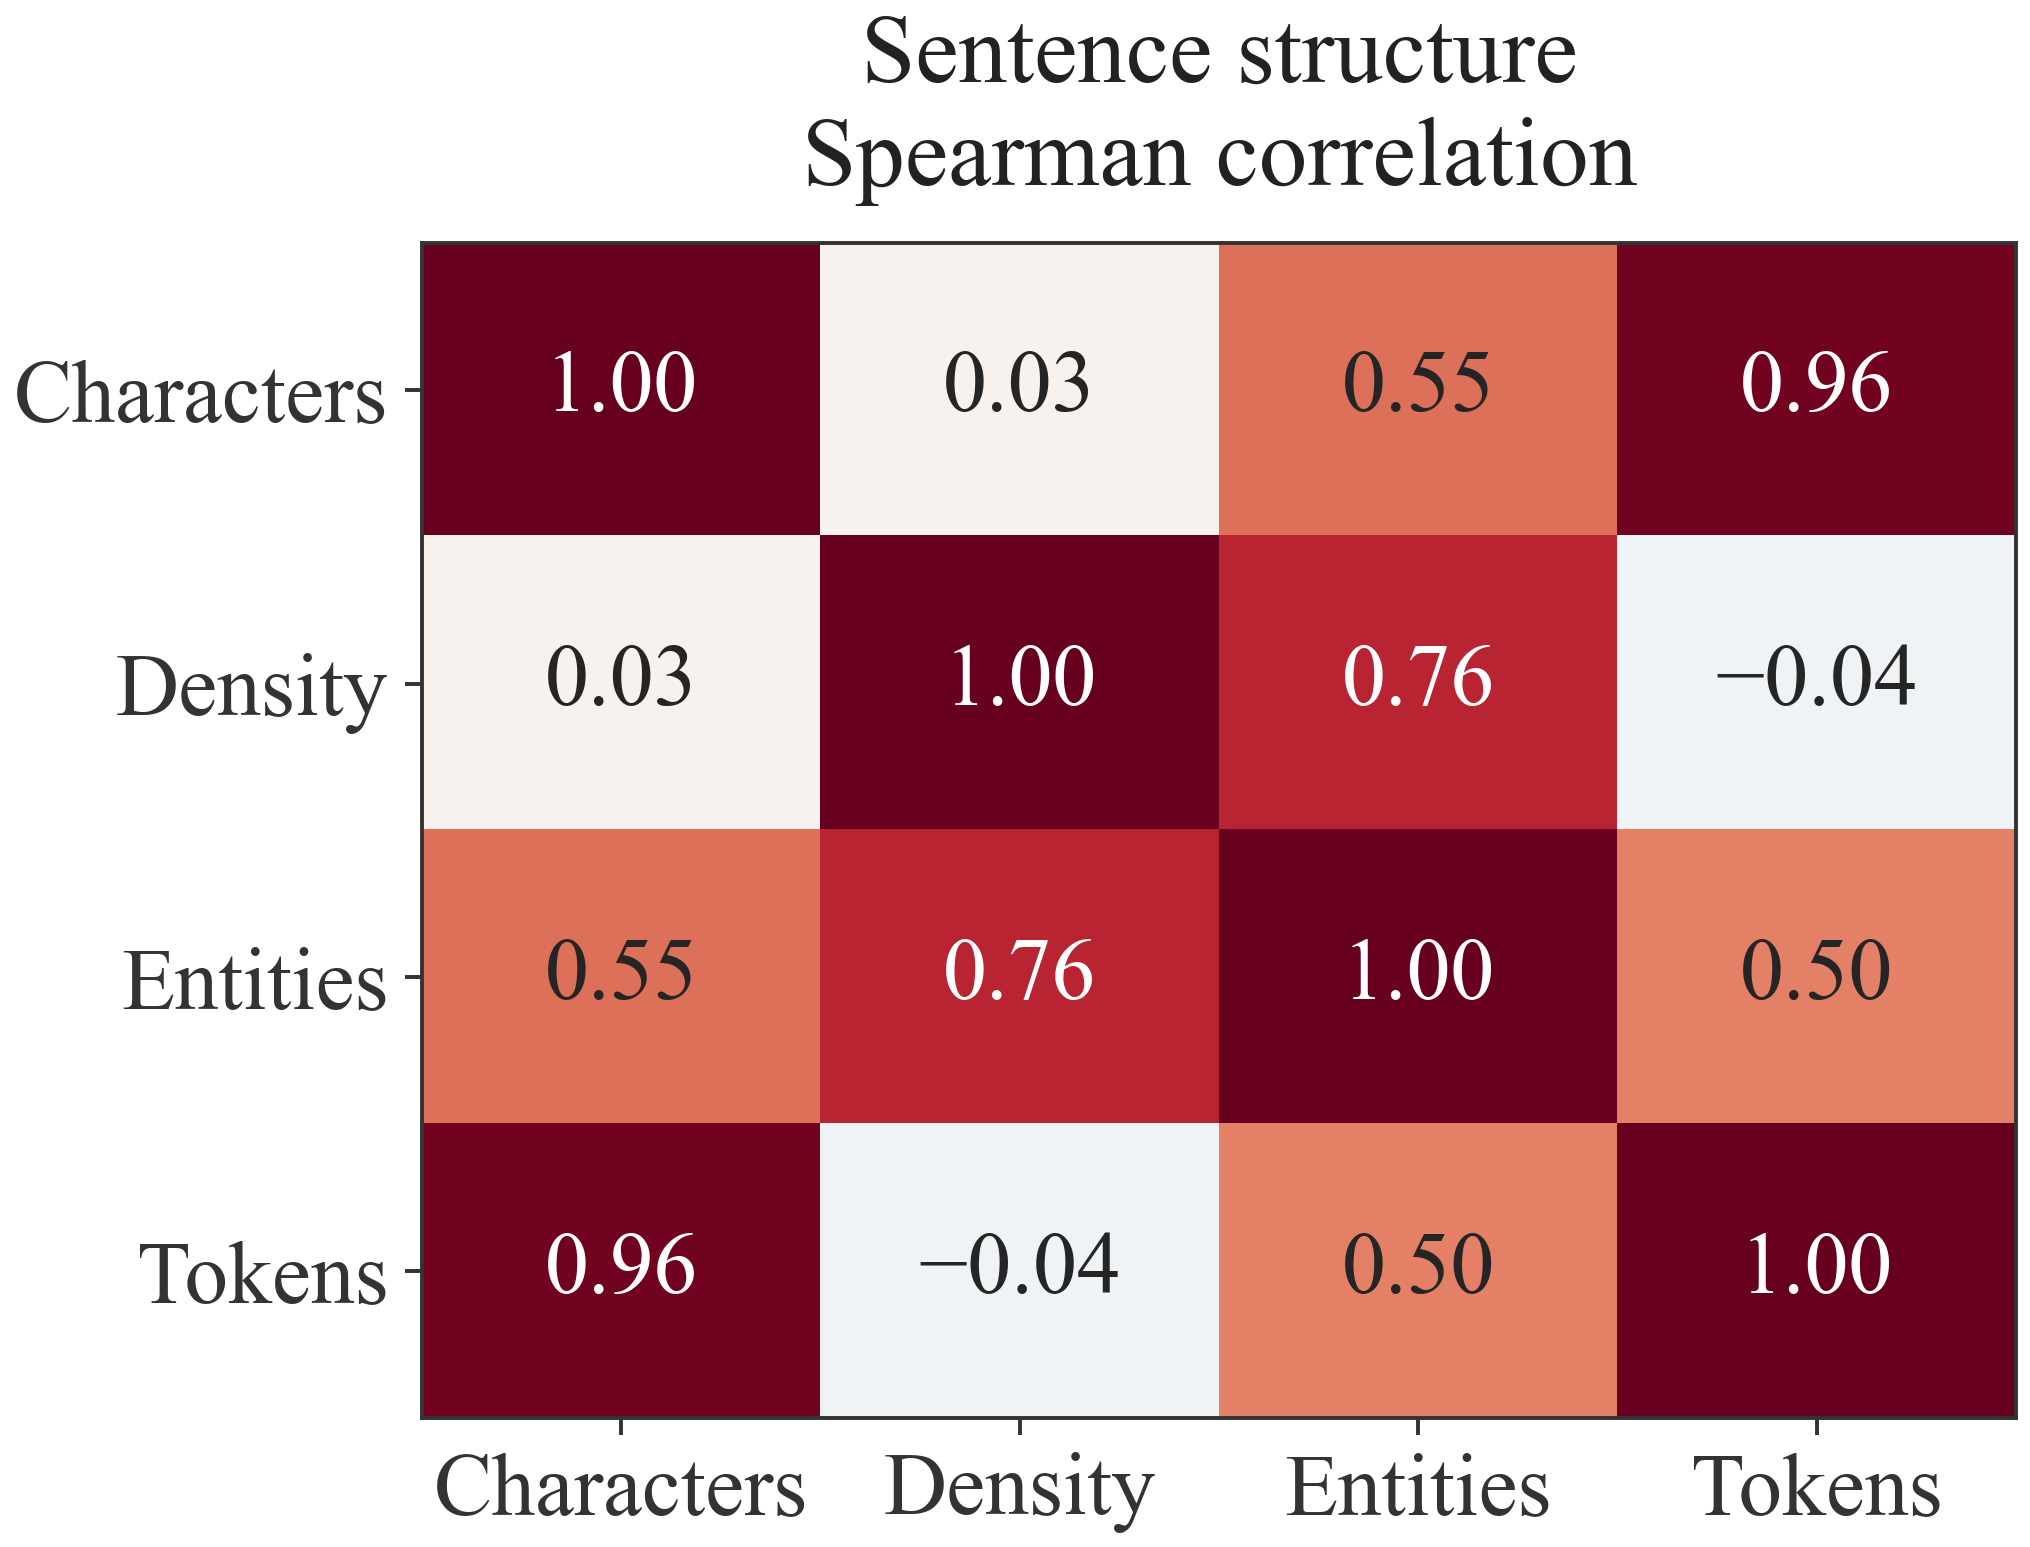 Sentence structure
Spearman correlation
Characters 1.00 0.03 0.55 0.96
Density 0.03 1.00 0.76 −0.04
Entities 0.55 0.76 1.00 0.50
Tokens 0.96 −0.04 0.50 1.00
Characters Density Entities Tokens